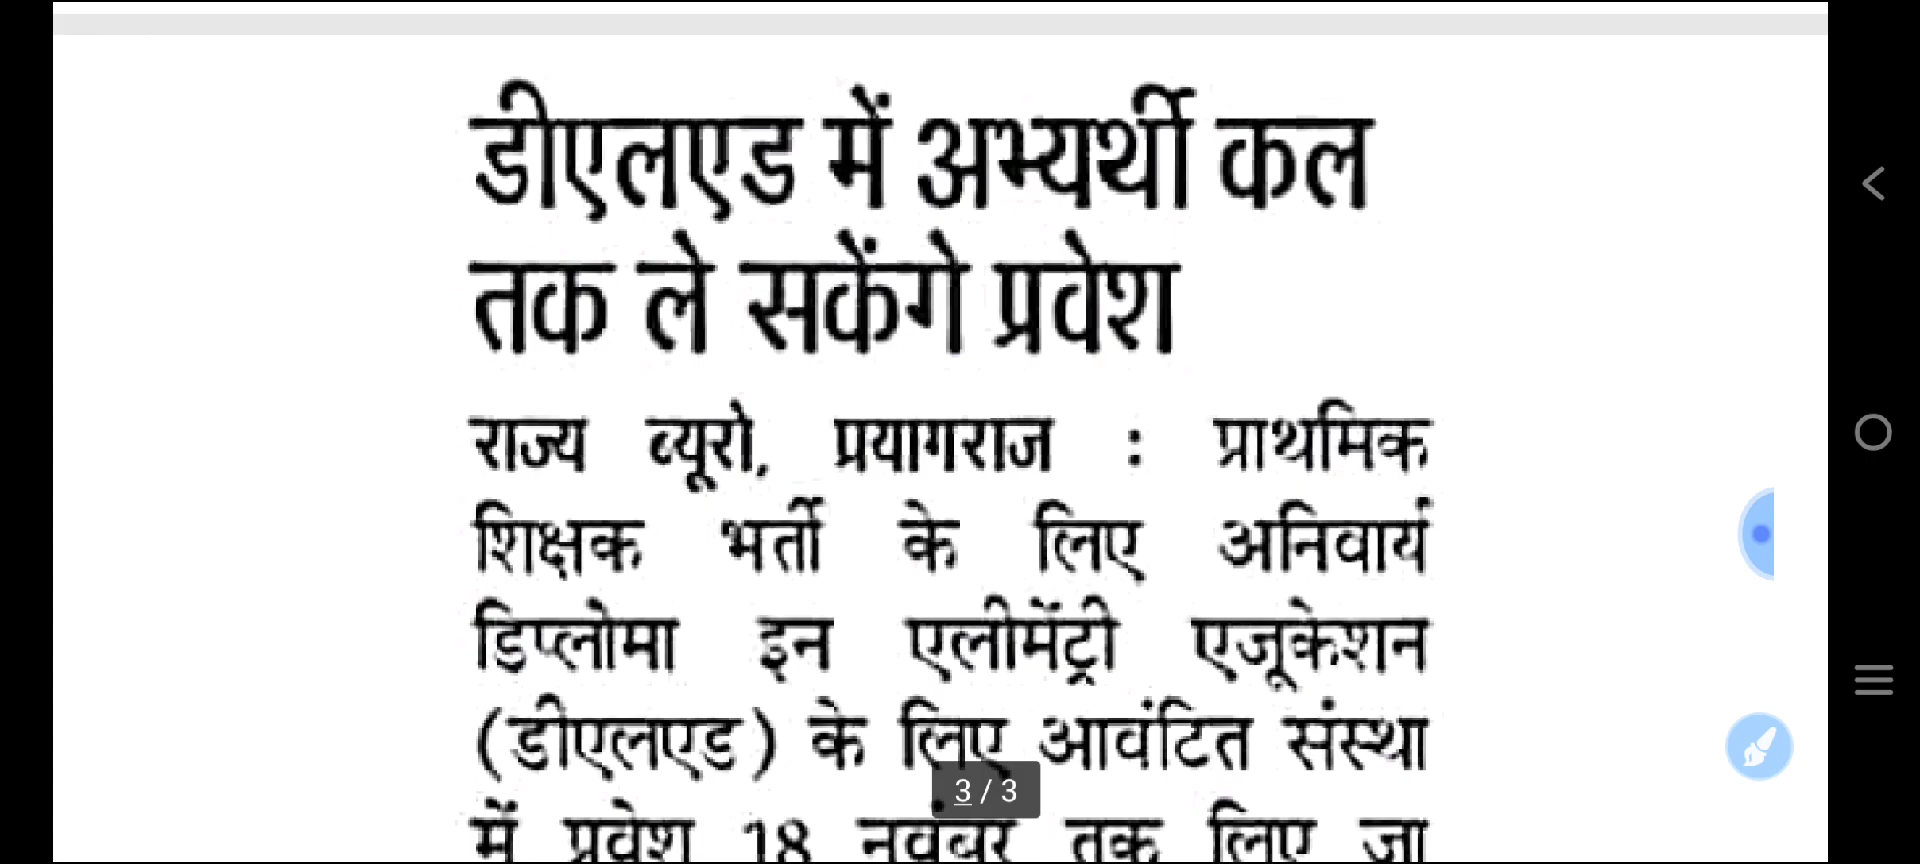 डीएलएड में अभ्यर्थी कल
तक ले सकेंगे प्रवेश
राज्य ब्यूरो, प्रयागराज : प्राथमिक
शिक्षक भर्ती के लिए अनिवार्य
डिप्लोमा इन एलीमेंट्री एजूकेशन
(डीएलएड) के लिए आवंटित संस्था
3 / 3
में प्रवेश 18 नवंबर तक लिए जा